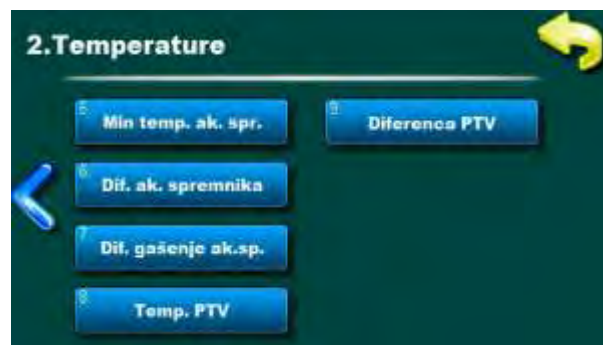 2.Temperature
5
Min temp. ak. spr.
6.
Dif. ak. spremnika
7
Dif. gašenje ak.sp.
8.
Temp. PTV
9.
Diferenca PTV